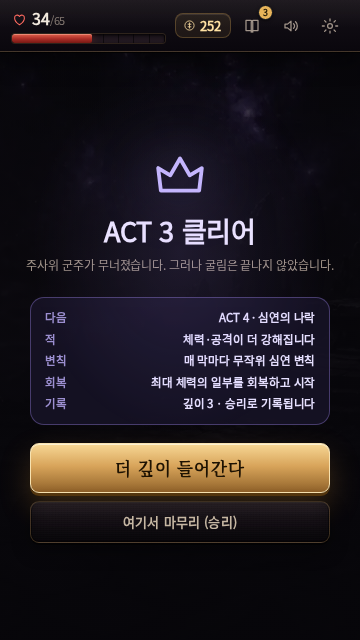 34/65
252
3
ACT 3 클리어
주사위 군주가 무너졌습니다. 그러나 굴림은 끝나지 않았습니다.
다음 ACT 4 · 심연의 나락
적 체력·공격이 더 강해집니다
변칙 매 막마다 무작위 심연 변칙
회복 최대 체력의 일부를 회복하고 시작
기록 깊이 3 · 승리로 기록됩니다
더 깊이 들어간다
여기서 마무리 (승리)